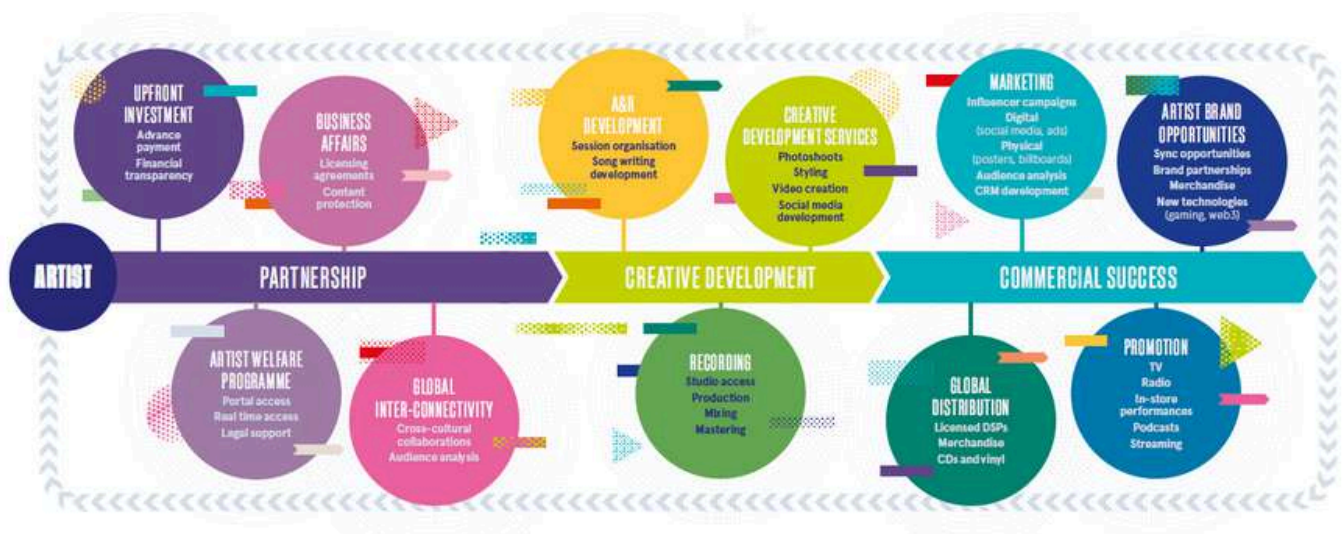 UPFRONT
INVESTMENT
Advance
payment
Financial
transparency
BUSINESS
AFFAIRS
Licensing
agreements
Content
protection
A&R
DEVELOPMENT
Session organisation
Song writing
development
CREATIVE
DEVELOPMENT SERVICES
Photoshoots
Styling
Video creation
Social media
development
MARKETING
Influencer campaigns
Digital
(social media, ads)
Physical
(posters, billboards)
Audience analysis
CRM development
ARTIST BRAND
OPPORTUNITIES
Sync opportunities
Brand partnerships
Merchandise
New technologies
(gaming, web3)
ARTIST
PARTNERSHIP
CREATIVE DEVELOPMENT
COMMERCIAL SUCCESS
ARTIST WELFARE
PROGRAMME
Portal access
Real time access
Legal support
GLOBAL
INTER-CONNECTIVITY
Cross-cultural
collaborations
Audience analysis
RECORDING
Studio access
Production
Mixing
Mastering
GLOBAL
DISTRIBUTION
Licensed DSPs
Merchandise
CDs and vinyl
PROMOTION
TV
Radio
In-store
performances
Podcasts
Streaming